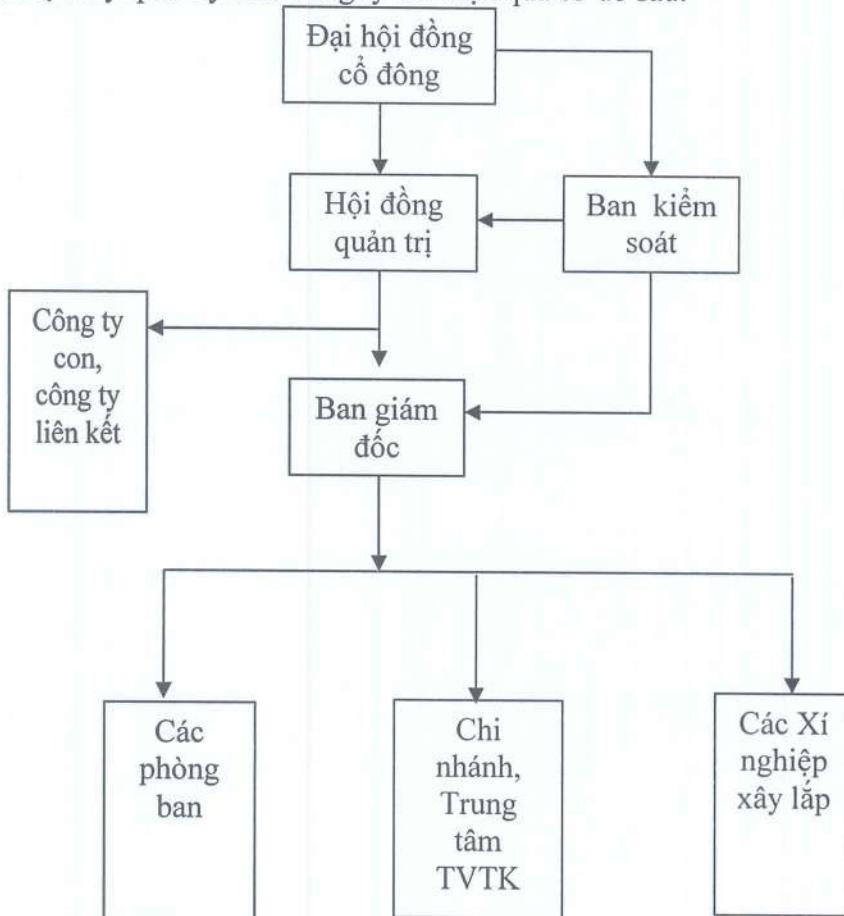 Đại hội đồng
cổ đông
Hội đồng
quản trị
Ban kiểm
soát
Công ty
con,
công ty
liên kết
Ban giám
đốc
Các
phòng
ban
Chi
nhánh,
Trung
tâm
TVTK
Các Xí
nghiệp
xây lắp